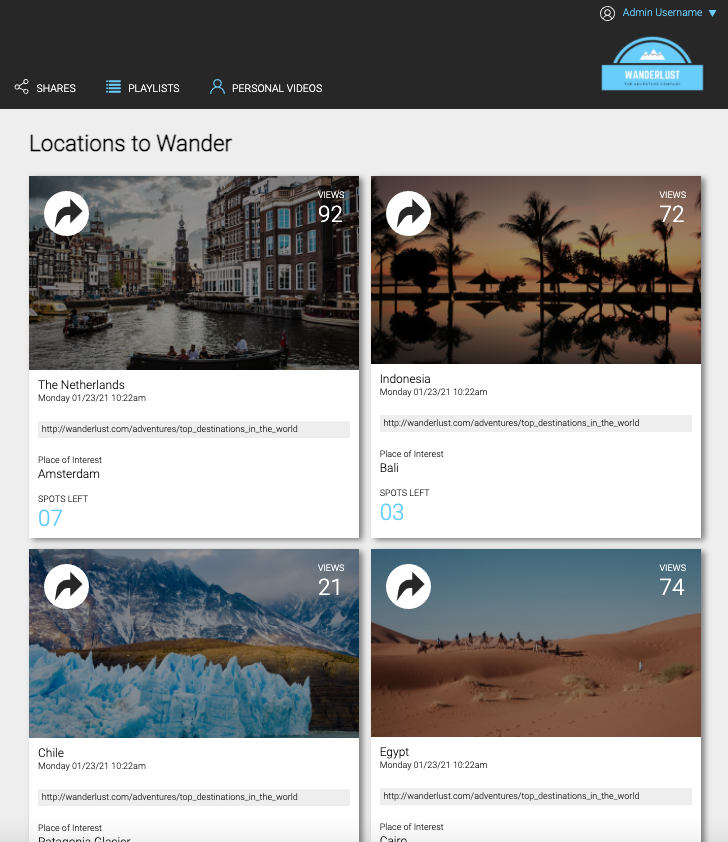 Admin Username
WANDERLUST
THE ADVENTURE COMPANY
SHARES
PLAYLISTS
PERSONAL VIDEOS
Locations to Wander
VIEWS
92
The Netherlands
Monday 01/23/21 10:22am
http://wanderlust.com/adventures/top_destinations_in_the_world
Place of Interest
Amsterdam
SPOTS LEFT
07
VIEWS
72
Indonesia
Monday 01/23/21 10:22am
http://wanderlust.com/adventures/top_destinations_in_the_world
Place of Interest
Bali
SPOTS LEFT
03
VIEWS
21
Chile
Monday 01/23/21 10:22am
http://wanderlust.com/adventures/top_destinations_in_the_world
Place of Interest
Patagonia Glacier
VIEWS
74
Egypt
Monday 01/23/21 10:22am
http://wanderlust.com/adventures/top_destinations_in_the_world
Place of Interest
Cairo